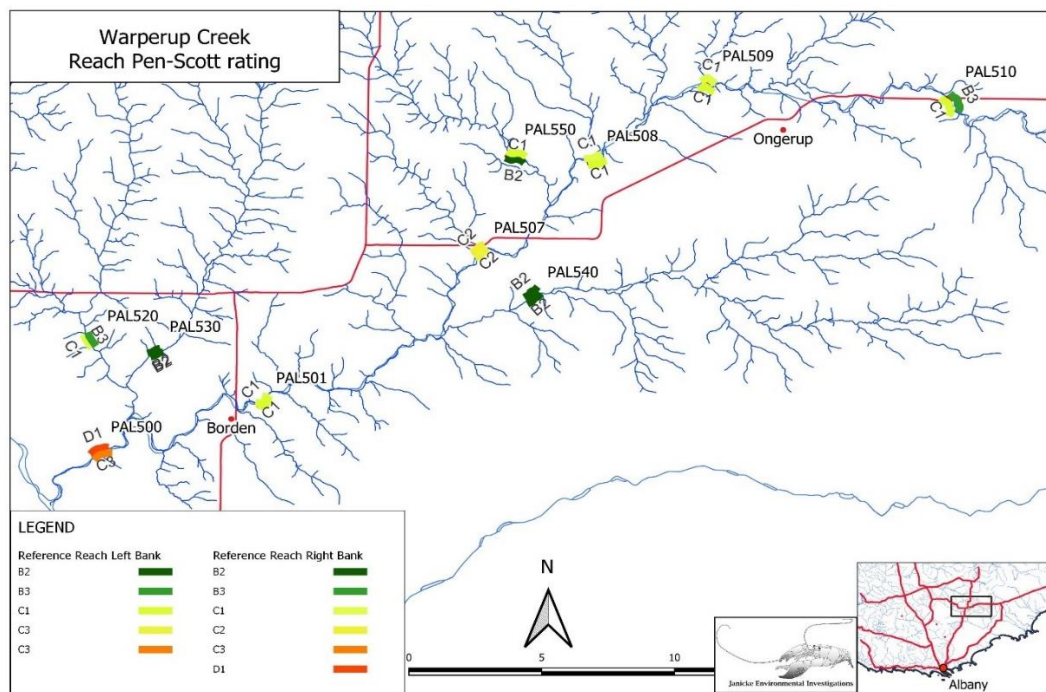 Warperup Creek
Reach Pen-Scott rating
C1
PAL509
C1
PAL510
B3
C1
Ongerup
PAL550
C1
B2
PAL508
C1
C1
PAL507
C2
C2
PAL540
B2
B2
PAL520
B3
C1
PAL530
B2
PAL501
C1
C1
PAL500
D1
C3
Borden
LEGEND
Reference Reach Left Bank
Reference Reach Right Bank
B2
B2
B3
B3
C1
C1
C3
C2
C3
C3
D1
N
0
5
10
Janicke Environmental Investigations
Albany